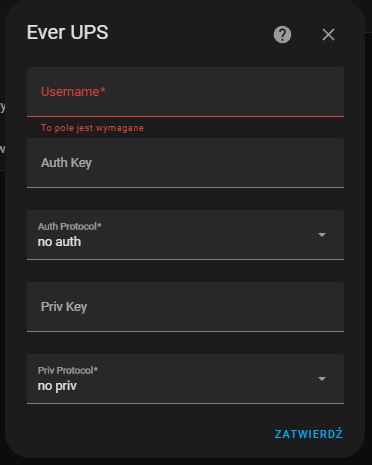 Ever UPS
Username*
To pole jest wymagane
Auth Key
Auth Protocol*
no auth
Priv Key
Priv Protocol*
no priv
ZATWIERDŹ